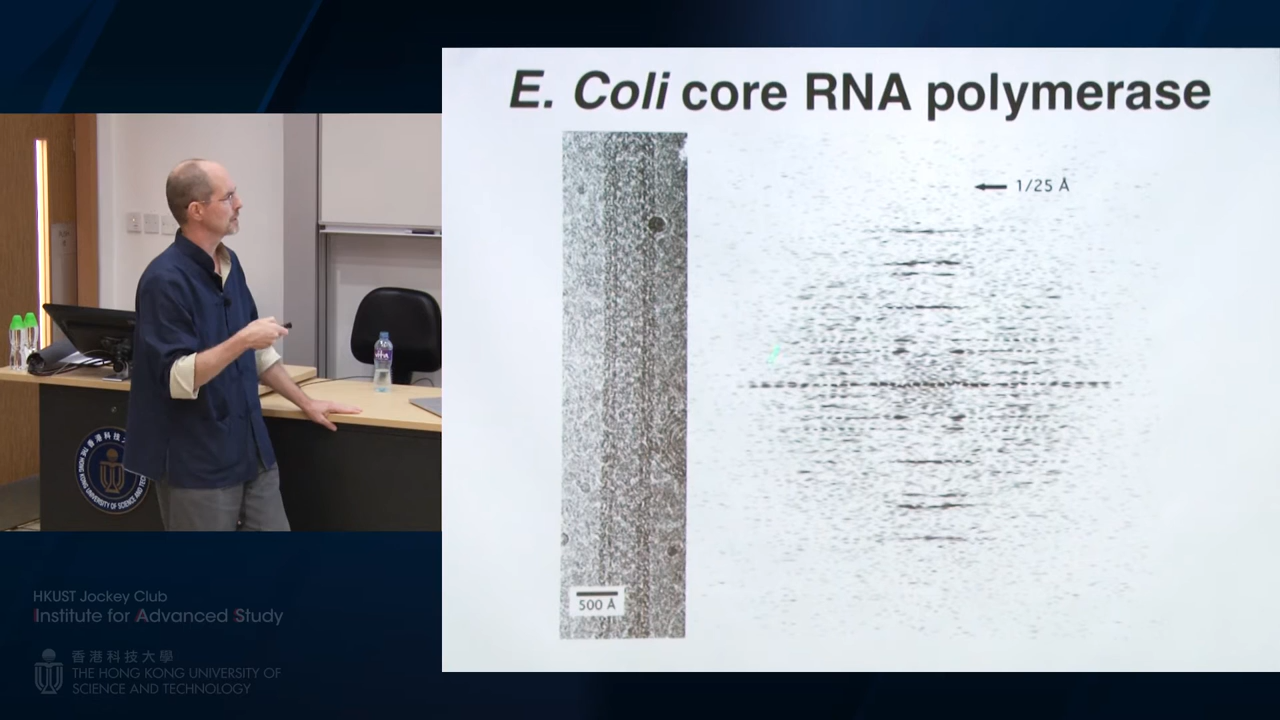 E. Coli core RNA polymerase
1/25 Å
500 Å
HKUST Jockey Club
Institute for Advanced Study
香港科技大學
THE HONG KONG UNIVERSITY OF
SCIENCE AND TECHNOLOGY